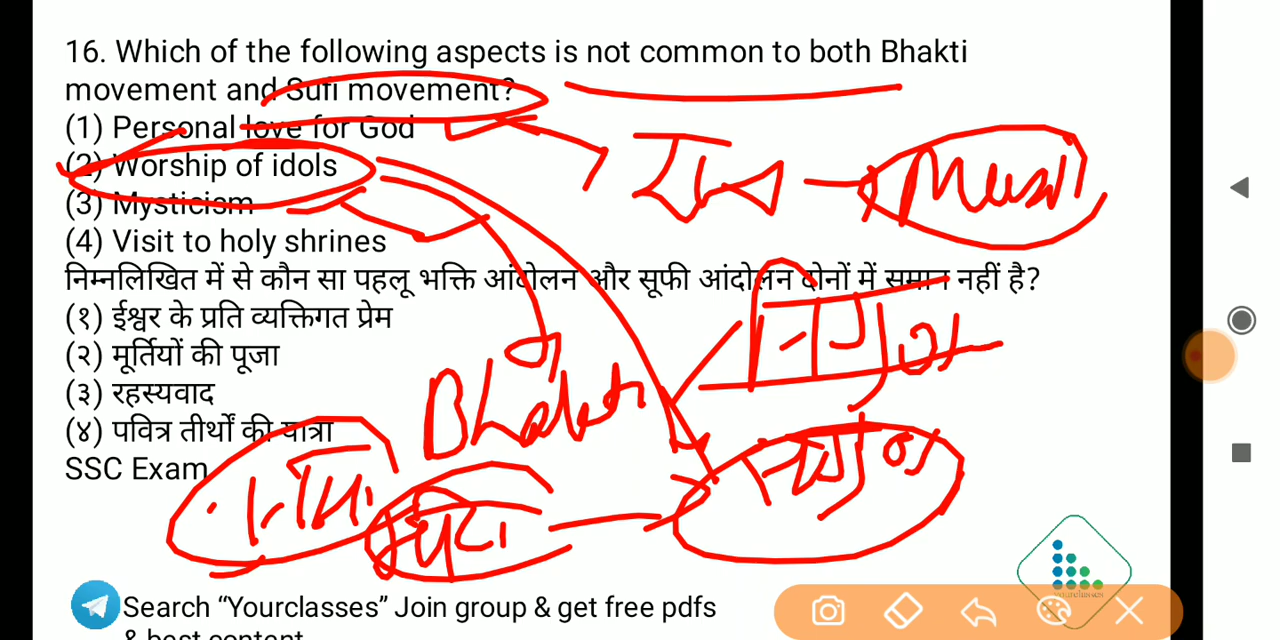 16. Which of the following aspects is not common to both Bhakti
movement and Sufi movement?
(1) Personal love for God
(2) Worship of idols
(3) Mysticism
(4) Visit to holy shrines
निम्नलिखित में से कौन सा पहलू भक्ति आंदोलन और सूफी आंदोलन दोनों में समान नहीं है?
(१) ईश्वर के प्रति व्यक्तिगत प्रेम
(२) मूर्तियों की पूजा
(३) रहस्यवाद
(४) पवित्र तीर्थों की यात्रा
SSC Exam
Bhakti
निर्गुण
Search “Yourclasses” Join group & get free pdfs
& best content